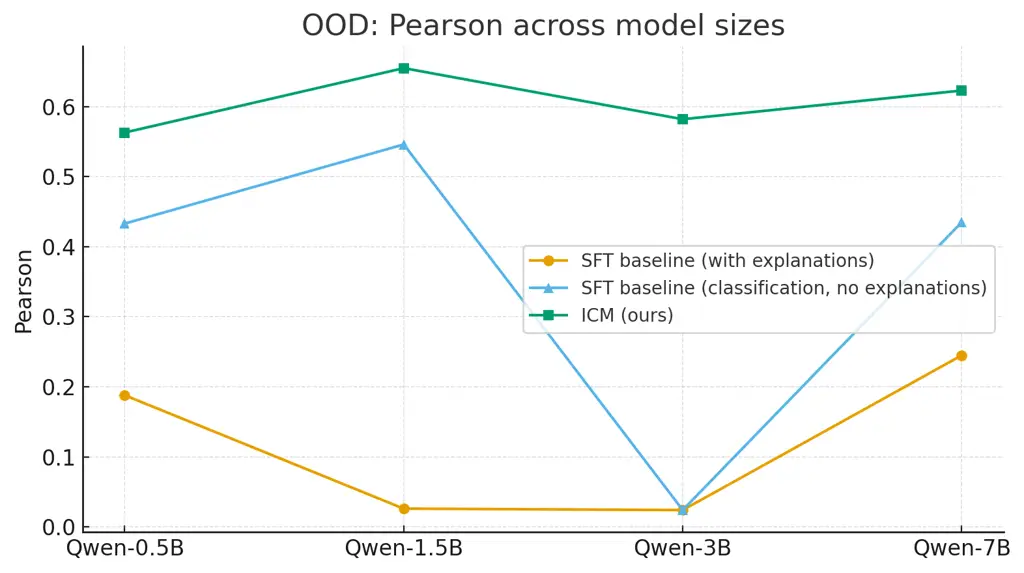 OOD: Pearson across model sizes
Pearson
0.6
0.5
0.4
0.3
0.2
0.1
0.0
SFT baseline (with explanations)
SFT baseline (classification, no explanations)
ICM (ours)
Qwen-0.5B
Qwen-1.5B
Qwen-3B
Qwen-7B